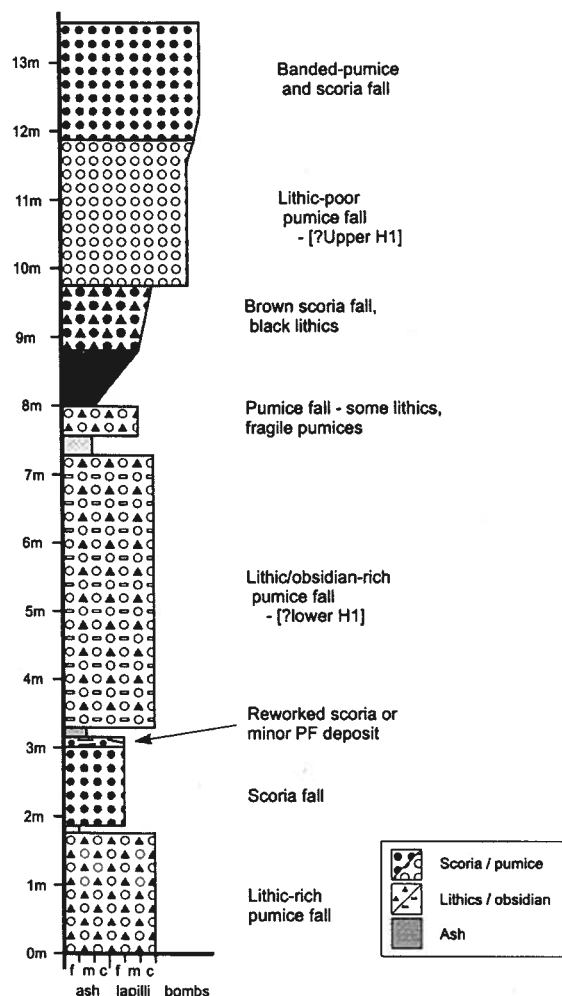 13m
Banded-pumice
and scoria fall
12m
11m
Lithic-poor
pumice fall
- [?Upper H1]
10m
9m
Brown scoria fall,
black lithics
8m
Pumice fall - some lithics,
fragile pumices
7m
6m
5m
Lithic/obsidian-rich
pumice fall
- [?lower H1]
4m
3m
Reworked scoria or
minor PF deposit
2m
Scoria fall
1m
Lithic-rich
pumice fall
0m
f m c f m c
ash lapilli bombs
Scoria / pumice
Lithics / obsidian
Ash